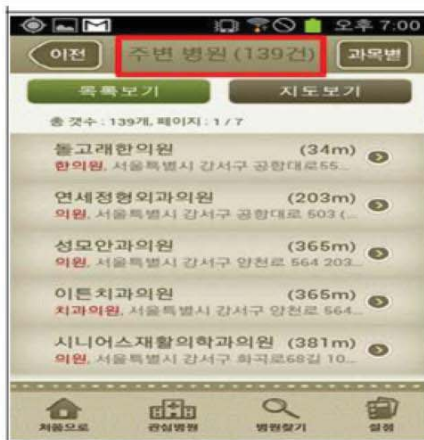 오후 7:00
이전 주변 병원 (139건) 과목별
목록보기 지도보기
총 갯수 : 139개, 페이지 : 1 / 7
돌고래한의원 (34m)
한의원, 서울특별시 강서구 공항대로55...
연세정형외과의원 (203m)
의원, 서울특별시 강서구 공항대로 503 (...
성모안과의원 (365m)
의원, 서울특별시 강서구 양천로 564 203...
이튼치과의원 (365m)
치과의원, 서울특별시 강서구 양천로 564...
시니어스재활의학과의원 (381m)
의원, 서울특별시 강서구 화곡로68길 10...
처음으로 관심병원 병원찾기 설정